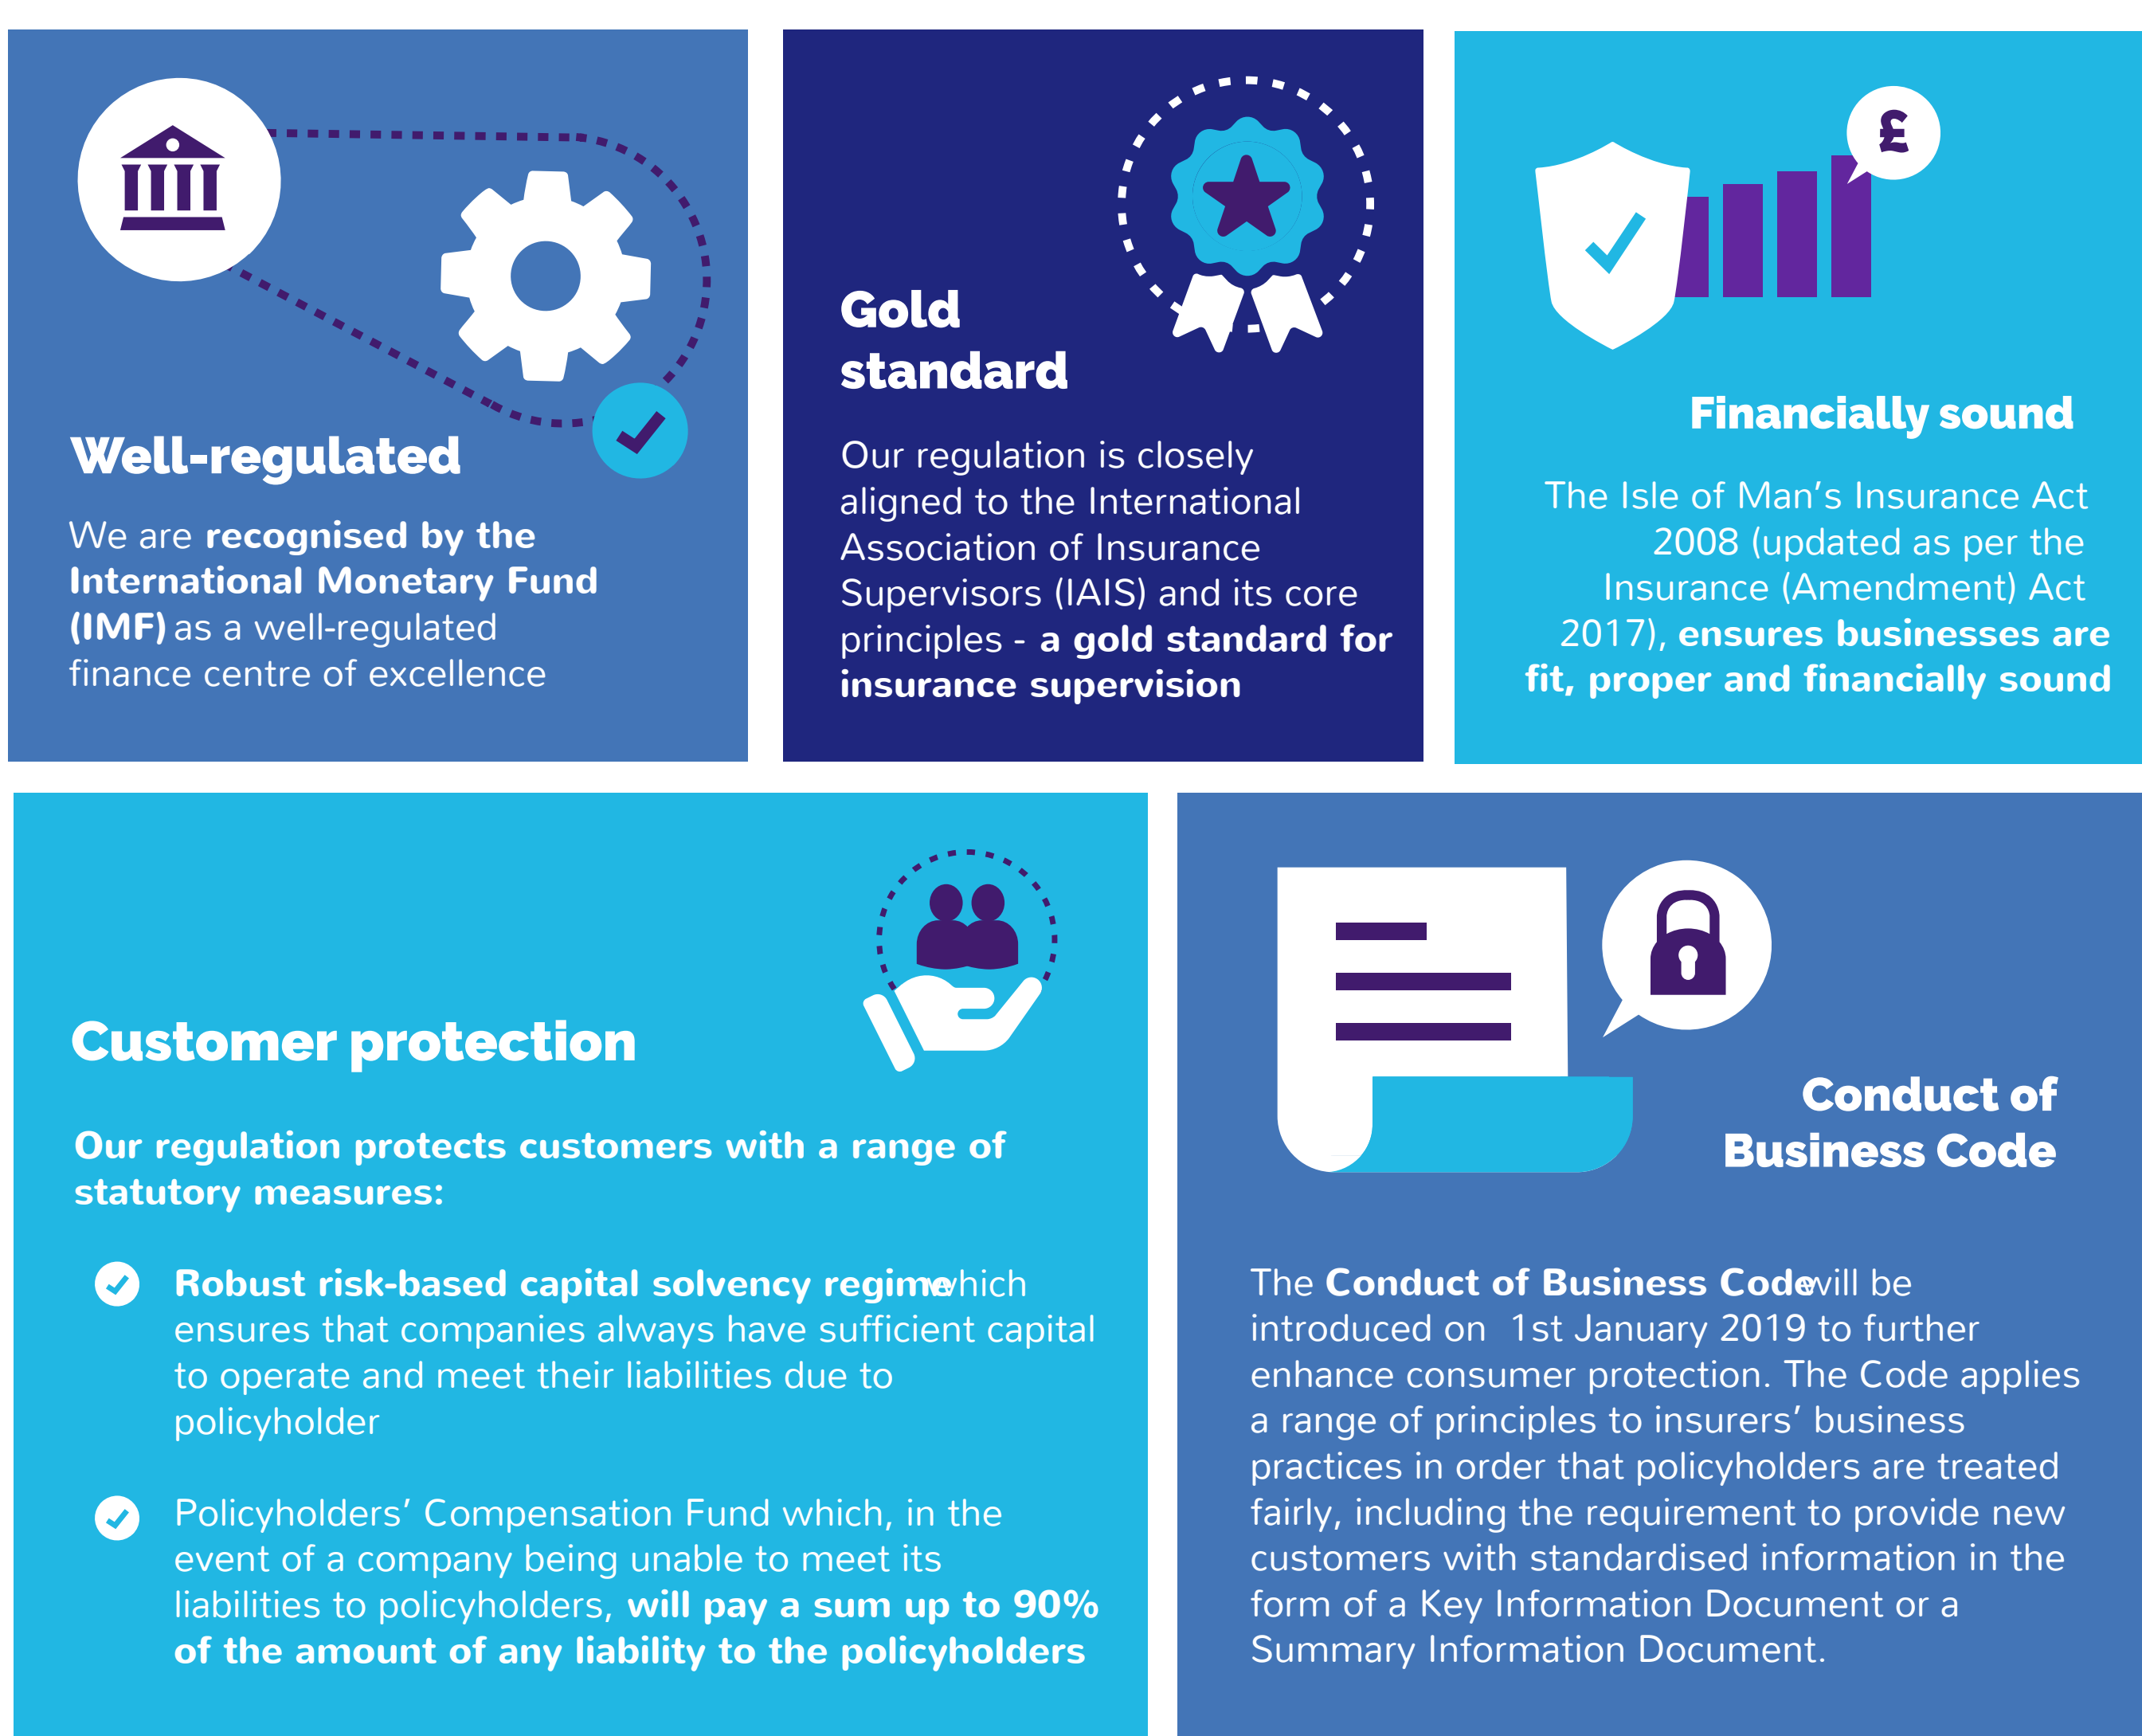 £
Well-regulated
We are recognised by the
International Monetary Fund
(IMF) as a well-regulated
finance centre of excellence
Gold
standard
Our regulation is closely
aligned to the International
Association of Insurance
Supervisors (IAIS) and its core
principles - a gold standard for
insurance supervision
Financially sound
The Isle of Man’s Insurance Act
2008 (updated as per the
Insurance (Amendment) Act
2017), ensures businesses are
fit, proper and financially sound
Customer protection
Our regulation protects customers with a range of
statutory measures:
Robust risk-based capital solvency regime which
ensures that companies always have sufficient capital
to operate and meet their liabilities due to
policyholder
Policyholders’ Compensation Fund which, in the
event of a company being unable to meet its
liabilities to policyholders, will pay a sum up to 90%
of the amount of any liability to the policyholders
Conduct of
Business Code
The Conduct of Business Code will be
introduced on 1st January 2019 to further
enhance consumer protection. The Code applies
a range of principles to insurers’ business
practices in order that policyholders are treated
fairly, including the requirement to provide new
customers with standardised information in the
form of a Key Information Document or a
Summary Information Document.